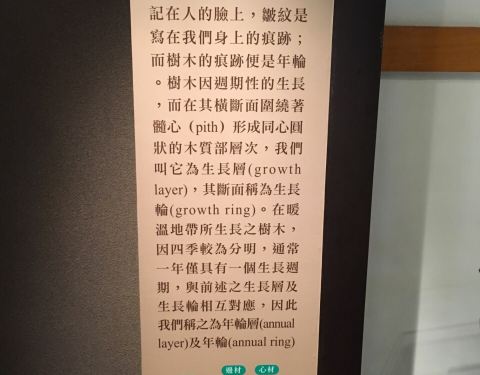 記在人的臉上，皺紋是
寫在我們身上的痕跡；
而樹木的痕跡便是年輪
。樹木因週期性的生長
，而在其橫斷面圍繞著
髓心（pith）形成同心圓
狀的木質部層次，我們
叫它為生長層(growth
layer)，其斷面稱為生長
輪(growth ring)。在暖
溫地帶所生長之樹木，
因四季較為分明，通常
一年僅具有一個生長週
期，與前述之生長層及
生長輪相互對應，因此
我們稱之為年輪層(annual
layer)及年輪(annual ring)
邊材 心材